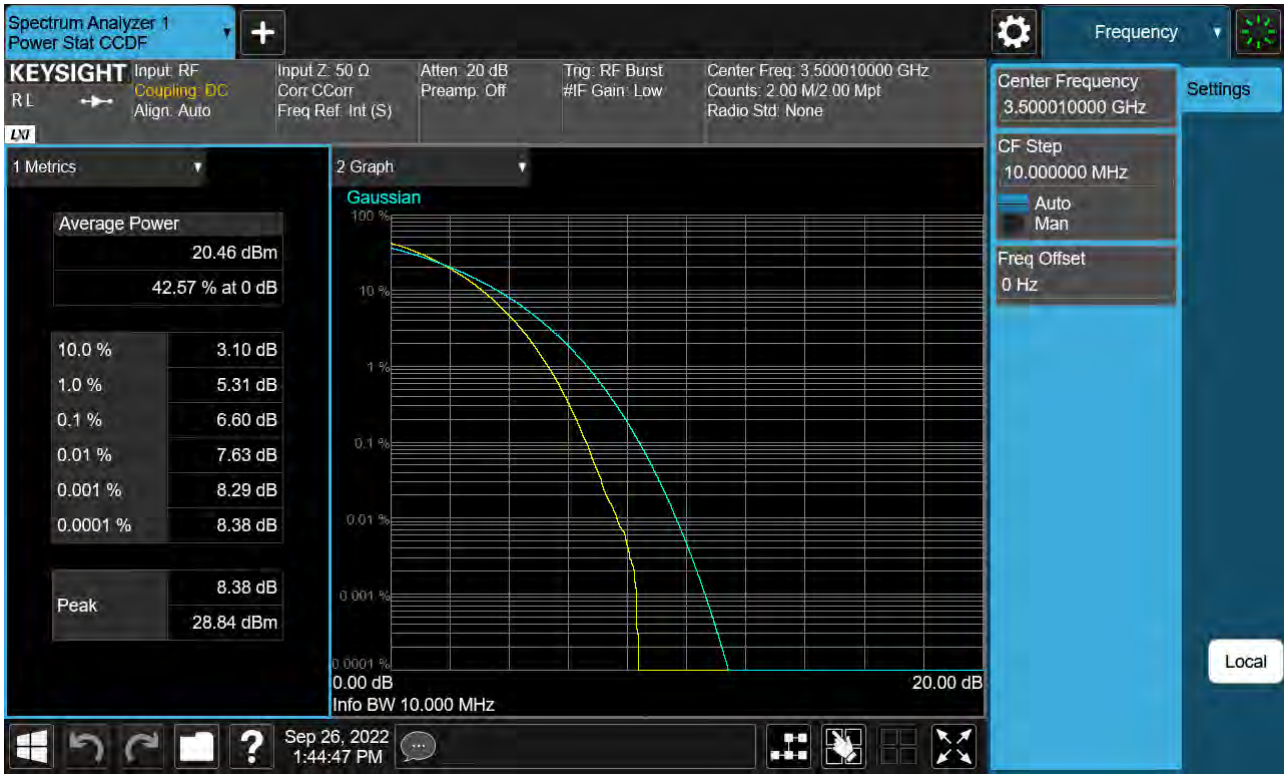 Spectrum Analyzer 1
Power Stat CCDF
+
Frequency
KEYSIGHT
RL
LXI
Input: RF
Coupling: DC
Align: Auto
Input Z: 50 Ω
Corr CCorr
Freq Ref: Int (S)
Atten: 20 dB
Preamp: Off
Trig: RF Burst
#IF Gain: Low
Center Freq: 3.500010000 GHz
Counts: 2.00 M/2.00 Mpt
Radio Std: None
Center Frequency
3.500010000 GHz
Settings
CF Step
10.000000 MHz
Auto
Man
Freq Offset
0 Hz
1 Metrics
Average Power
20.46 dBm
42.57 % at 0 dB
10.0 % 3.10 dB
1.0 % 5.31 dB
0.1 % 6.60 dB
0.01 % 7.63 dB
0.001 % 8.29 dB
0.0001 % 8.38 dB
Peak
8.38 dB
28.84 dBm
2 Graph
Gaussian
100 %
10 %
1 %
0.1 %
0.01 %
0.001 %
0.0001 %
0.00 dB 20.00 dB
Info BW 10.000 MHz
Local
?
Sep 26, 2022
1:44:47 PM